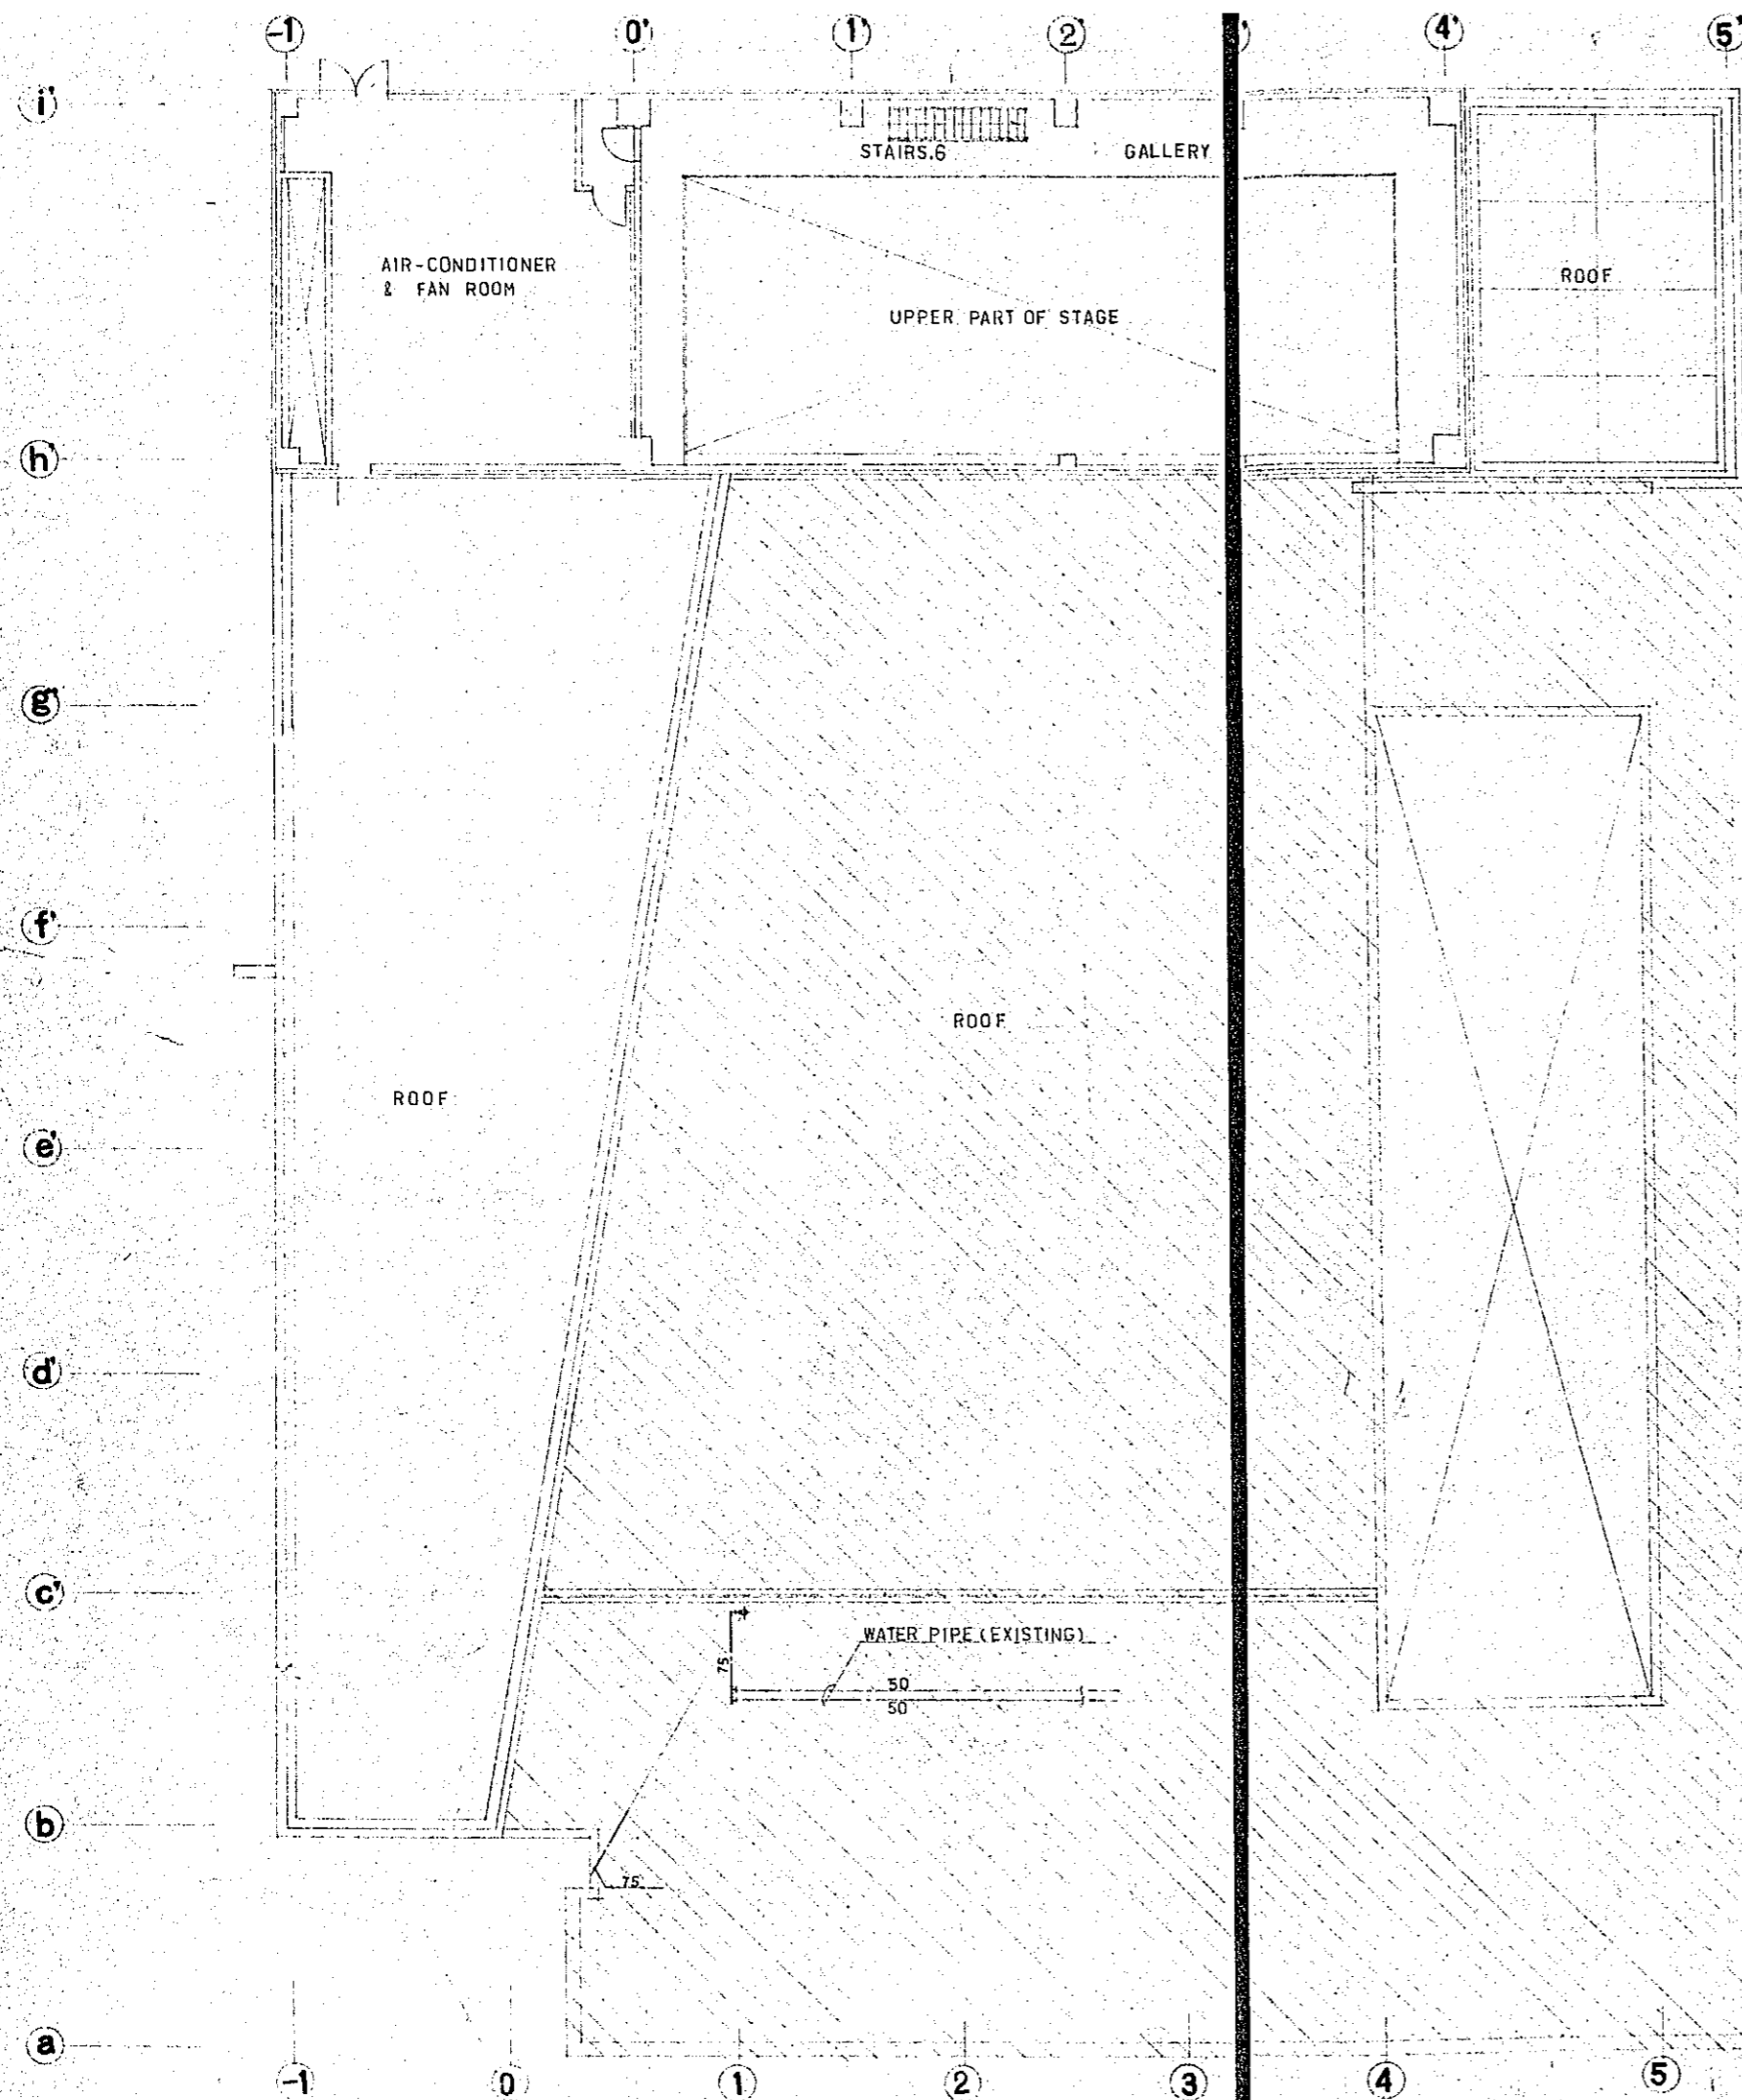 -1 0' 1' 2' ' 4' 5'
i'
STAIRS.6 GALLERY
AIR-CONDITIONER
& FAN ROOM
ROOF
UPPER PART OF STAGE
h'
g'
f'
ROOF
ROOF
e'
d'
c'
WATER PIPE (EXISTING)
75
50
50
b
75
a
-1 0 1 2 3 4 5